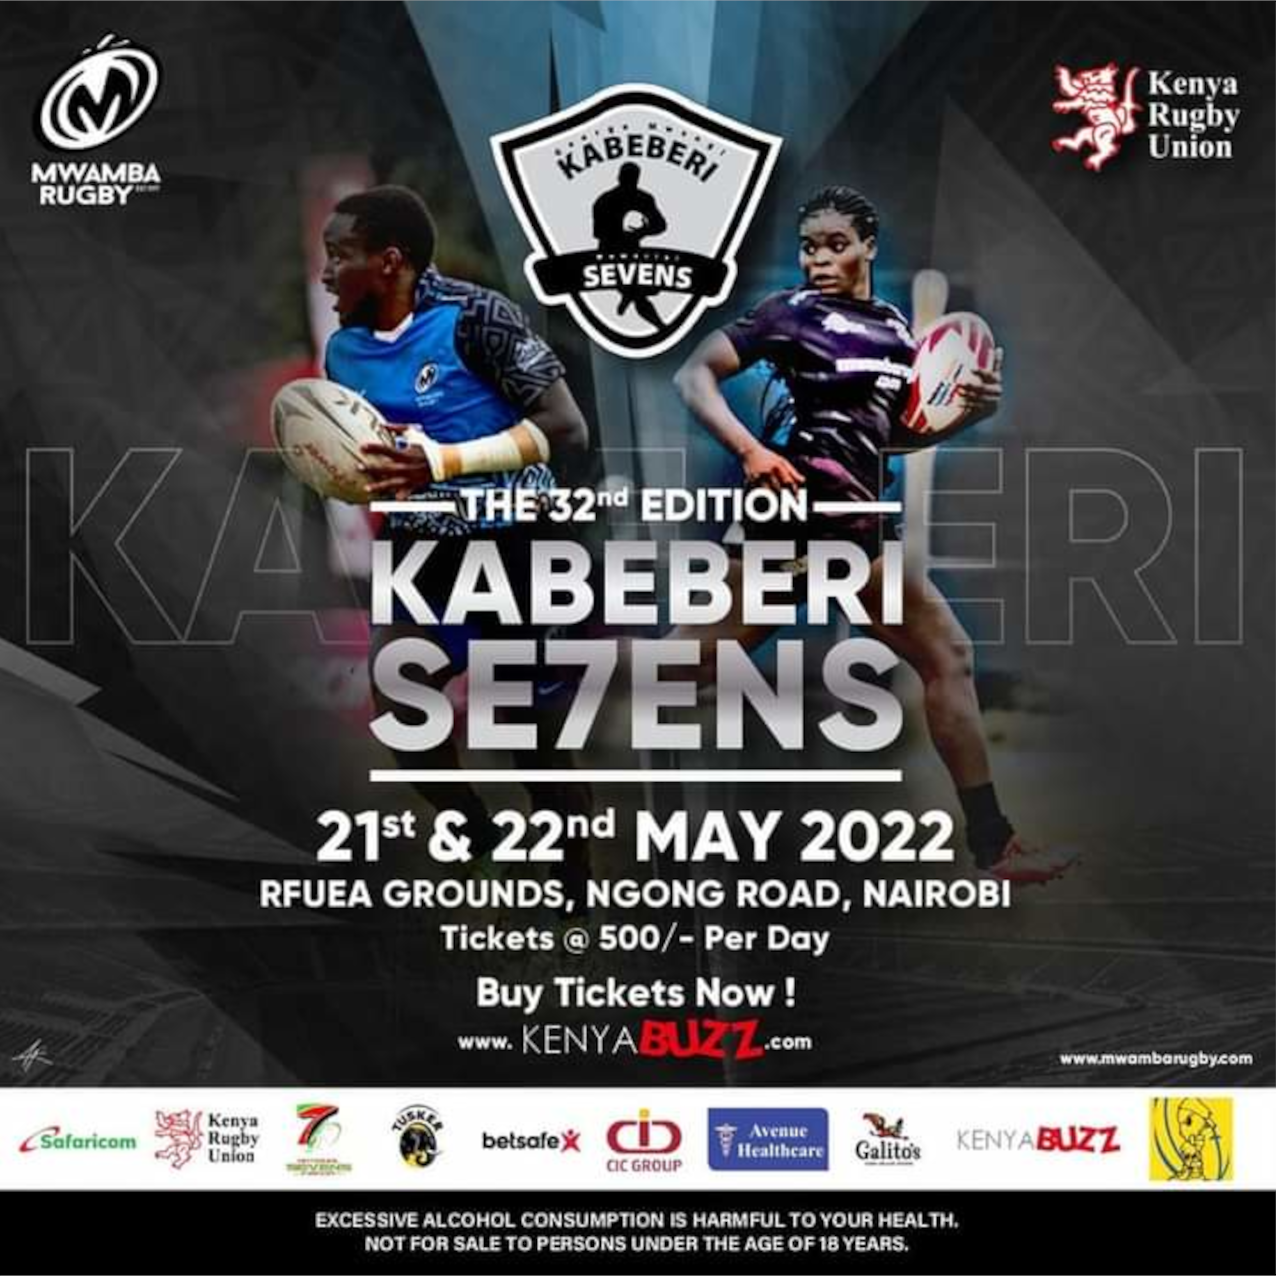 MWAMBA
RUGBY
Kenya
Rugby
Union
KABEBERI
SEVENS
KABEBERI
THE 32nd EDITION
KABEBERI
SE7ENS
21st & 22nd MAY 2022
RFUEA GROUNDS, NGONG ROAD, NAIROBI
Tickets @ 500/- Per Day
Buy Tickets Now !
www.KENYABUZZ.com
www.mwambarugby.com
Safaricom
Kenya
Rugby
Union
7
SEVENS
TUSKER
betsafe
CIC GROUP
Avenue
Healthcare
Galito's
KENYABUZZ
EXCESSIVE ALCOHOL CONSUMPTION IS HARMFUL TO YOUR HEALTH.
NOT FOR SALE TO PERSONS UNDER THE AGE OF 18 YEARS.